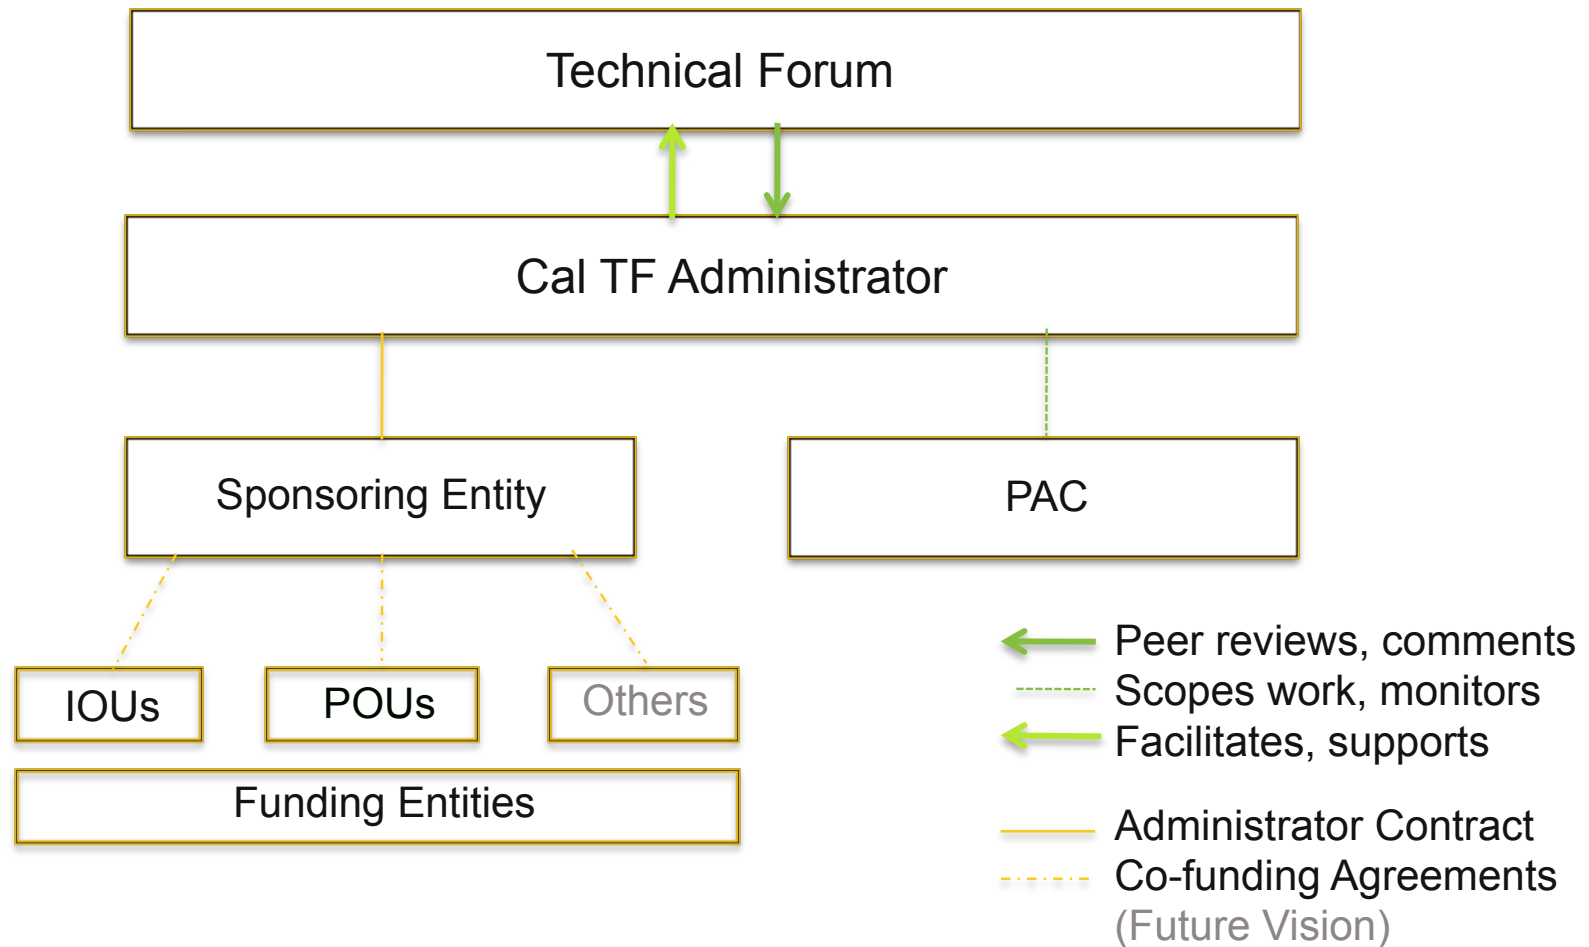 Technical Forum
Cal TF Administrator
Sponsoring Entity
PAC
IOUs
POUs
Others
Funding Entities
Peer reviews, comments
Scopes work, monitors
Facilitates, supports
Administrator Contract
Co-funding Agreements
(Future Vision)